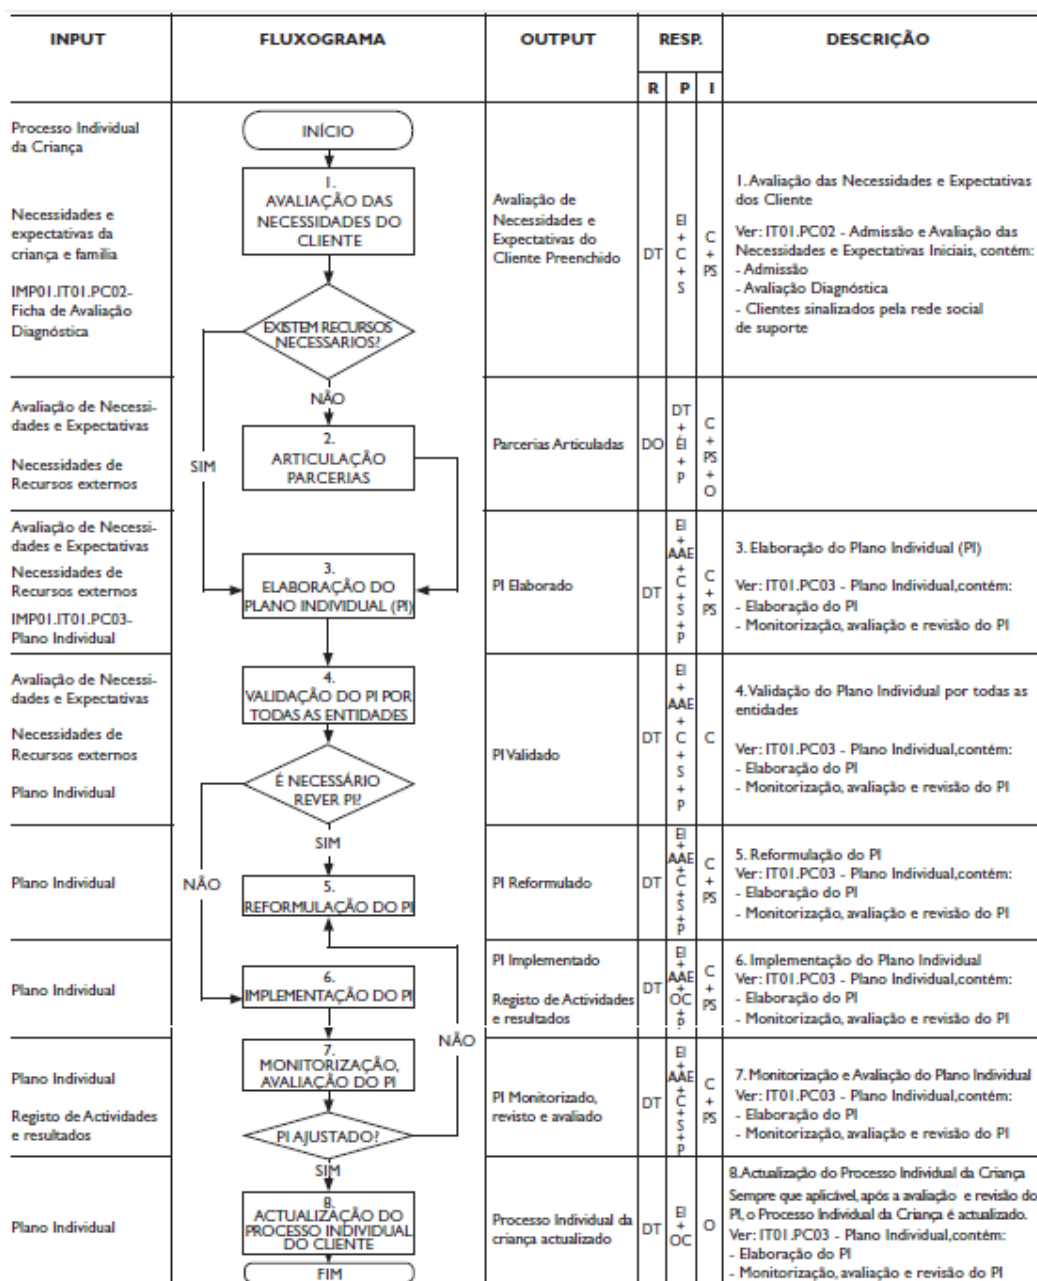 INPUT
FLUXOGRAMA
OUTPUT
RESP.
DESCRIÇÃO
R P I
Processo Individual
da Criança
Necessidades e
expectativas da
criança e família
IMP01.IT01.PC02-
Ficha de Avaliação
Diagnóstica
INÍCIO
1.
AVALIAÇÃO DAS
NECESSIDADES DO
CLIENTE
EXISTEM RECURSOS
NECESSARIOS?
Avaliação de
Necessidades e
Expectativas do
Cliente Preenchido
DT
EI
+
C
+
S
C
+
PS
1. Avaliação das Necessidades e Expectativas
dos Cliente
Ver: IT01.PC02 - Admissão e Avaliação das
Necessidades e Expectativas Iniciais, contém:
- Admissão
- Avaliação Diagnóstica
- Clientes sinalizados pela rede social
de suporte
Avaliação de Necessi-
dades e Expectativas
Necessidades de
Recursos externos
SIM
NÃO
2.
ARTICULAÇÃO
PARCERIAS
Parcerias Articuladas
DO
DT
+
ÉI
+
P
C
+
PS
+
O
Avaliação de Necessi-
dades e Expectativas
Necessidades de
Recursos externos
IMP01.IT01.PC03-
Plano Individual
3.
ELABORAÇÃO DO
PLANO INDIVIDUAL (PI)
PI Elaborado
DT
EI
+
AAE
+
C
+
S
+
P
C
+
PS
3. Elaboração do Plano Individual (PI)
Ver: IT01.PC03 - Plano Individual,contém:
- Elaboração do PI
- Monitorização, avaliação e revisão do PI
Avaliação de Necessi-
dades e Expectativas
Necessidades de
Recursos externos
Plano Individual
4.
VALIDAÇÃO DO PI POR
TODAS AS ENTIDADES
É NECESSÁRIO
REVER PI?
PI Validado
DT
EI
+
AAE
+
C
+
S
+
P
C
4. Validação do Plano Individual por todas as
entidades
Ver: IT01.PC03 - Plano Individual,contém:
- Elaboração do PI
- Monitorização, avaliação e revisão do PI
Plano Individual
NÃO
SIM
5.
REFORMULAÇÃO DO PI
PI Reformulado
DT
EI
+
AAE
+
C
+
S
+
P
C
+
PS
5. Reformulação do PI
Ver: IT01.PC03 - Plano Individual,contém:
- Elaboração do PI
- Monitorização, avaliação e revisão do PI
Plano Individual
6.
IMPLEMENTAÇÃO DO PI
PI Implementado
Registo de Actividades
e resultados
DT
EI
+
AAE
+
OC
+
P
C
+
PS
6. Implementação do Plano Individual
Ver: IT01.PC03 - Plano Individual,contém:
- Elaboração do PI
- Monitorização, avaliação e revisão do PI
Plano Individual
Registo de Actividades
e resultados
NÃO
7.
MONITORIZAÇÃO,
AVALIAÇÃO DO PI
PI AJUSTADO?
PI Monitorizado,
revisto e avaliado
DT
EI
+
AAE
+
C
+
S
+
P
C
+
PS
7. Monitorização e Avaliação do Plano Individual
Ver: IT01.PC03 - Plano Individual,contém:
- Elaboração do PI
- Monitorização, avaliação e revisão do PI
Plano Individual
SIM
8.
ACTUALIZAÇÃO DO
PROCESSO INDIVIDUAL
DO CLIENTE
FIM
Processo Individual da
criança actualizado
DT
EI
+
OC
O
8.Actualização do Processo Individual da Criança
Sempre que aplicável, após a avaliação e revisão do
PI, o Processo Individual da Criança é actualizado.
Ver: IT01.PC03 - Plano Individual,contém:
- Elaboração do PI
- Monitorização, avaliação e revisão do PI